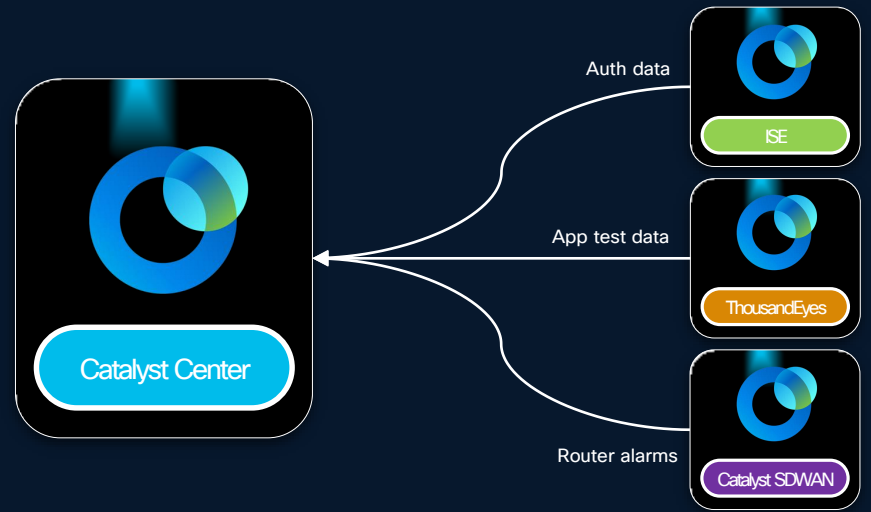 Auth data
ISE
App test data
ThousandEyes
Catalyst Center
Router alarms
Catalyst SDWAN